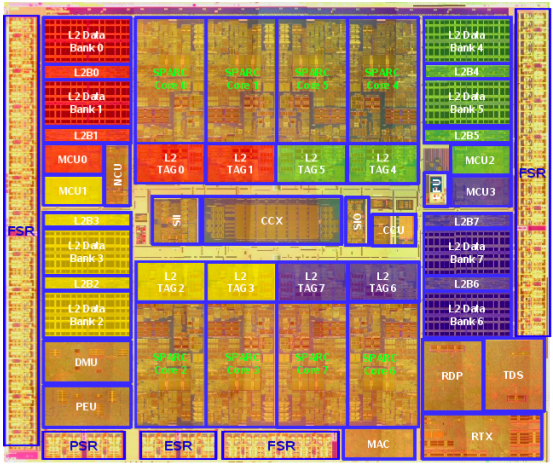 L2 Data
Bank 0
L2B0
L2 Data
Bank 1
L2B1
MCU0
MCU1
NCU
FSR
L2B3
L2 Data
Bank 3
L2B2
L2 Data
Bank 2
DMU
PEU
PSR
ESR
FSR
MAC
SPARC
Core
SPARC
Core 1
SPARC
Core 5
SPARC
Core 4
L2
TAG 0
L2
TAG 1
L2
TAG 5
L2
TAG 4
SII
CCX
SIO
CCU
L2
TAG 2
L2
TAG 3
L2
TAG 7
L2
TAG 6
SPARC
Core 2
SPARC
Core
SPARC
Core 7
SPARC
Core
L2 Data
Bank 4
L2B4
L2 Data
Bank 5
L2B5
MCU2
EFU
MCU3
FSR
L2B7
L2 Data
Bank 7
L2B6
L2 Data
Bank 6
RDP
TDS
RTX